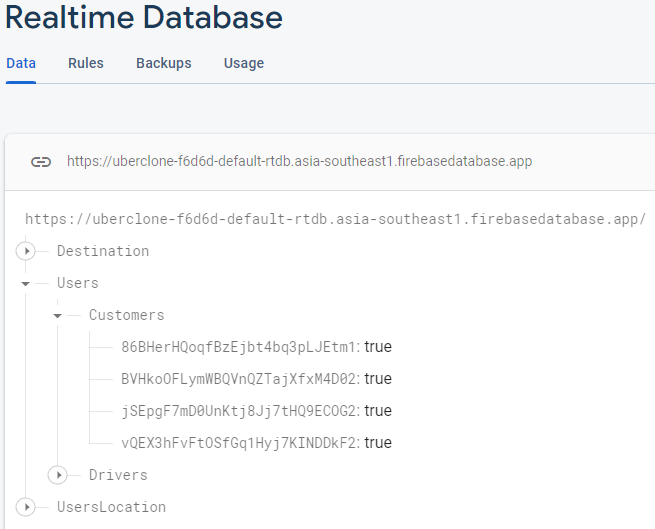 Realtime Database
Data Rules Backups Usage
https://uberclone-f6d6d-default-rtdb.asia-southeast1.firebasedatabase.app
https://uberclone-f6d6d-default-rtdb.asia-southeast1.firebasedatabase.app/
Destination
Users
Customers
86BHerHQoqfBzEjbt4bq3pLJEtm1: true
BVHkoOFLymWBQVnQZTajXfxM4D02: true
jSEpgF7mD0UnKtj8Jj7tHQ9ECOG2: true
vQEX3hFvFtOSfGq1Hyj7KINDDkF2: true
Drivers
UsersLocation